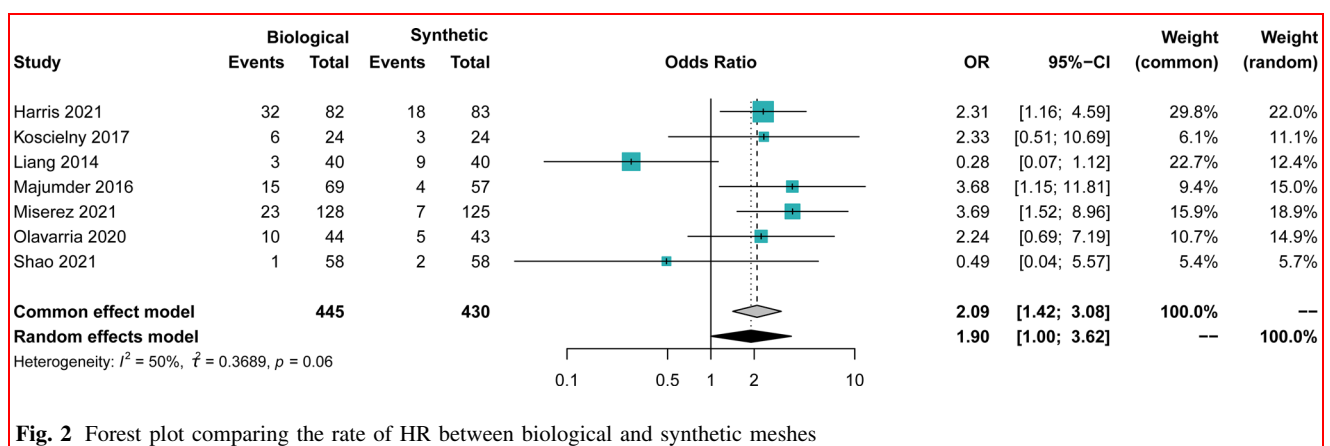 Biological Synthetic Weight Weight
Study Events Total Events Total Odds Ratio OR 95%−CI (common) (random)
Harris 2021 32 82 18 83 2.31 [1.16; 4.59] 29.8% 22.0%
Koscielny 2017 6 24 3 24 2.33 [0.51; 10.69] 6.1% 11.1%
Liang 2014 3 40 9 40 0.28 [0.07; 1.12] 22.7% 12.4%
Majumder 2016 15 69 4 57 3.68 [1.15; 11.81] 9.4% 15.0%
Miserez 2021 23 128 7 125 3.69 [1.52; 8.96] 15.9% 18.9%
Olavarria 2020 10 44 5 43 2.24 [0.69; 7.19] 10.7% 14.9%
Shao 2021 1 58 2 58 0.49 [0.04; 5.57] 5.4% 5.7%
Common effect model 445 430 2.09 [1.42; 3.08] 100.0% −−
Random effects model 1.90 [1.00; 3.62] −− 100.0%
Heterogeneity: I² = 50%, τ̂² = 0.3689, p = 0.06
0.1 0.5 1 2 10
Fig. 2 Forest plot comparing the rate of HR between biological and synthetic meshes